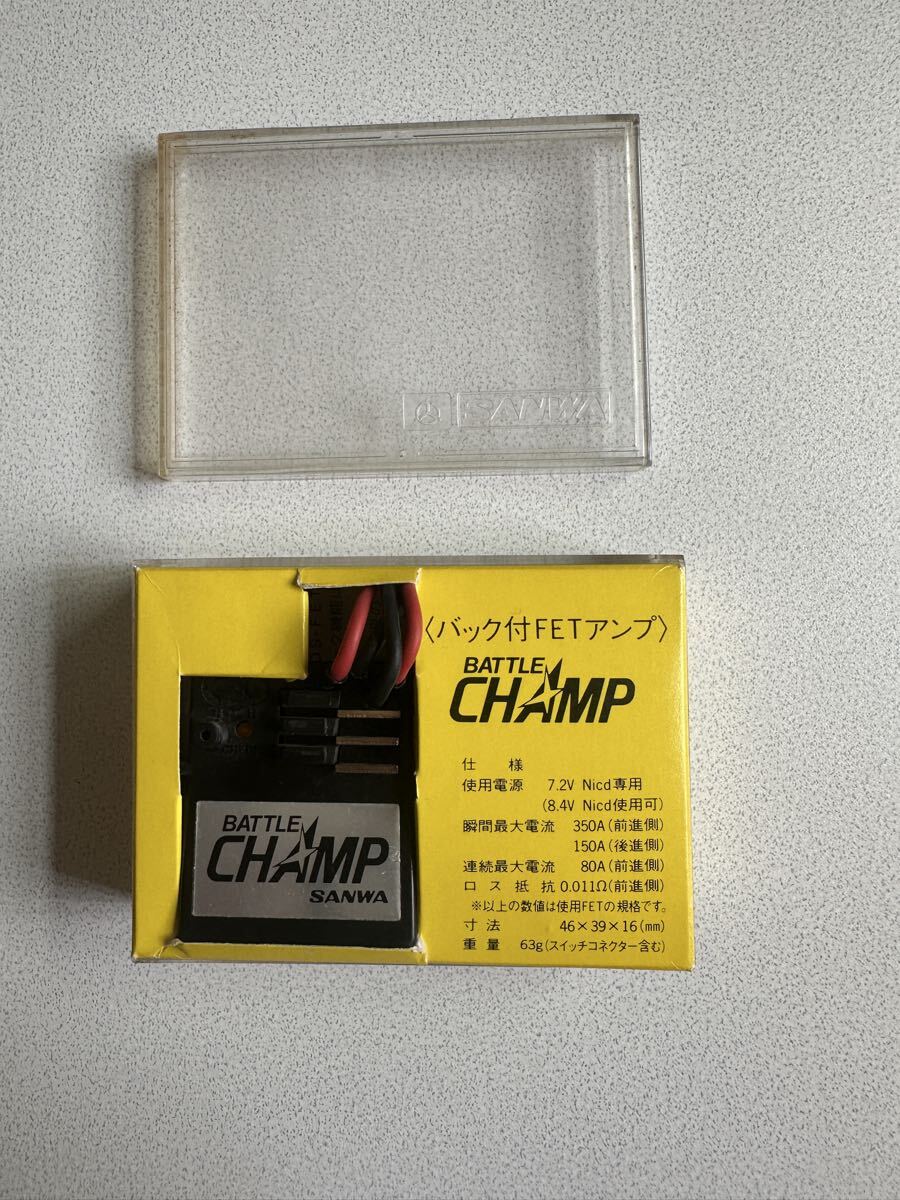 SANWA
〈バック付FETアンプ〉
BATTLE
CHAMP
仕 様
使用電源 7.2V Nicd専用
(8.4V Nicd使用可)
瞬間最大電流 350A(前進側)
150A(後進側)
連続最大電流 80A(前進側)
ロス抵抗 0.011Ω(前進側)
※以上の数値は使用FETの規格です。
寸法 46×39×16(mm)
重量 63g(スイッチコネクター含む)
BATTLE
CHAMP
SANWA